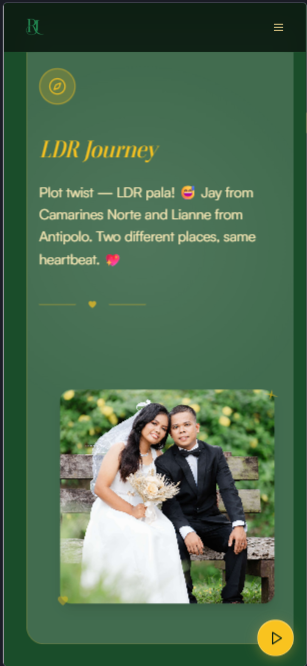 LDR Journey
Plot twist — LDR pala! 😅 Jay from
Camarines Norte and Lianne from
Antipolo. Two different places, same
heartbeat. 💖